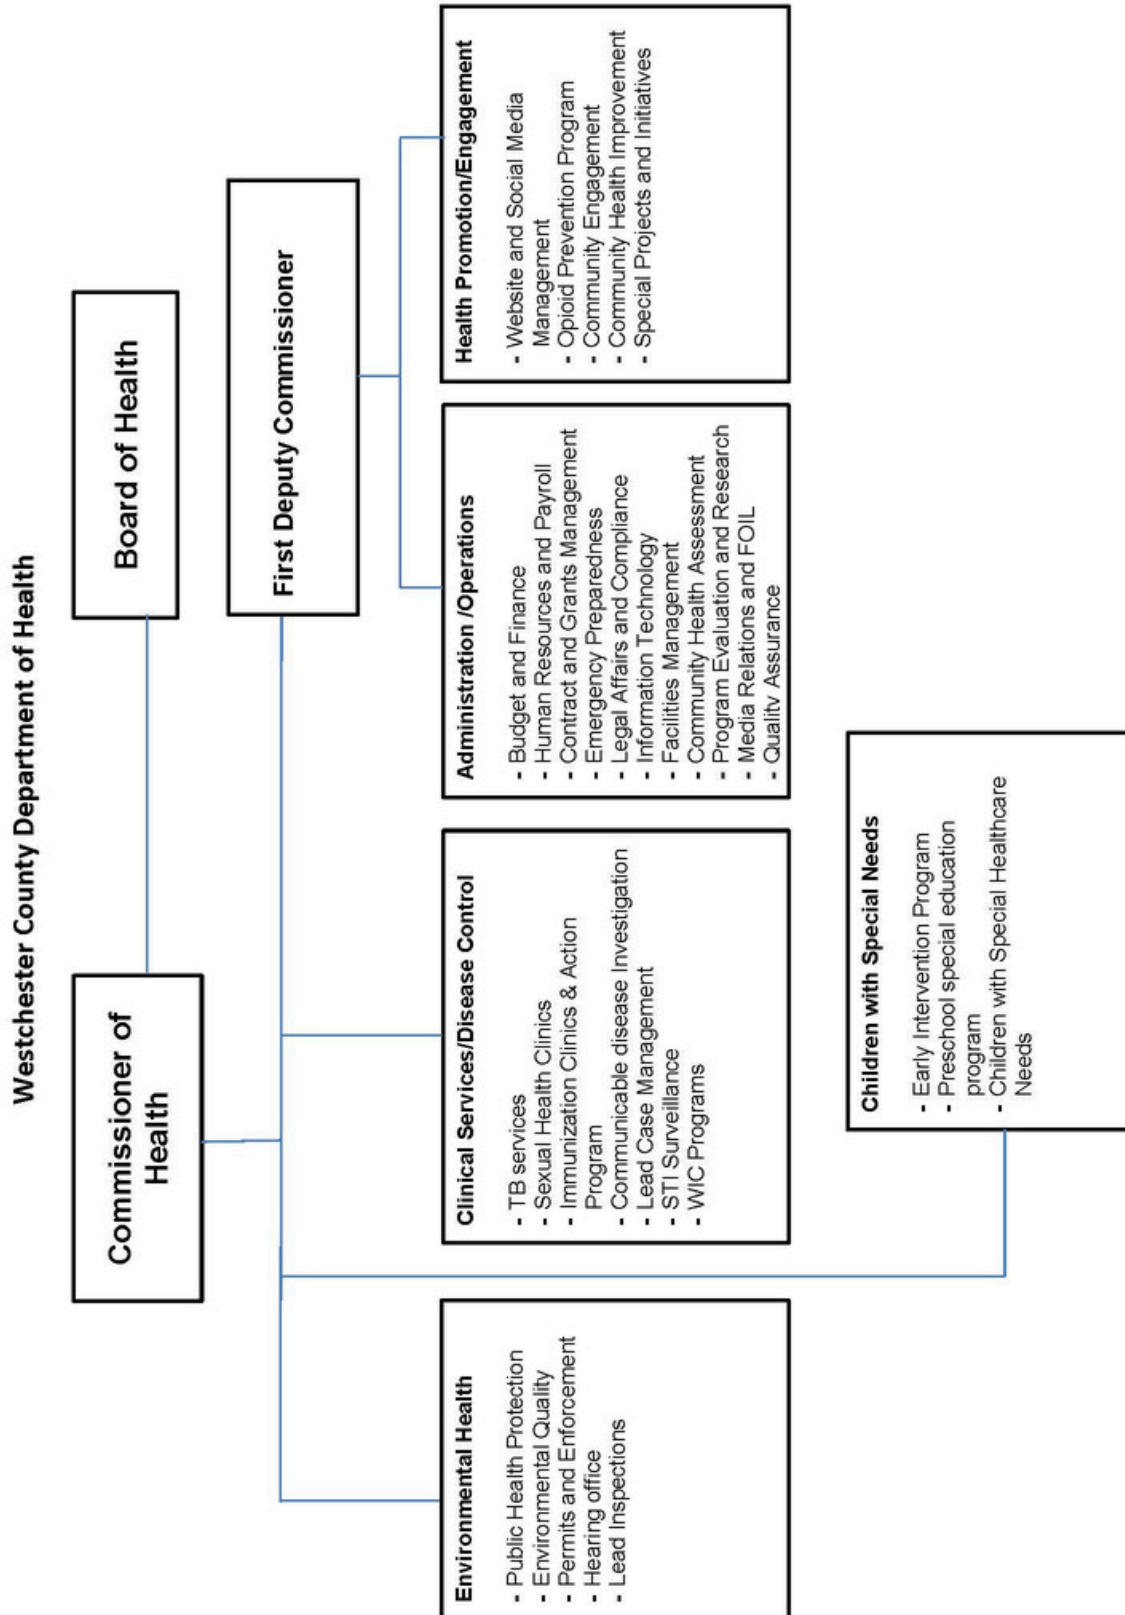 Westchester County Department of Health
Commissioner of
Health
Board of Health
First Deputy Commissioner
Environmental Health
- Public Health Protection
- Environmental Quality
- Permits and Enforcement
- Hearing office
- Lead Inspections
Clinical Services/Disease Control
- TB services
- Sexual Health Clinics
- Immunization Clinics & Action
Program
- Communicable disease Investigation
- Lead Case Management
- STI Surveillance
- WIC Programs
Administration /Operations
- Budget and Finance
- Human Resources and Payroll
- Contract and Grants Management
- Emergency Preparedness
- Legal Affairs and Compliance
- Information Technology
- Facilities Management
- Community Health Assessment
- Program Evaluation and Research
- Media Relations and FOIL
- Quality Assurance
Health Promotion/Engagement
- Website and Social Media
Management
- Opioid Prevention Program
- Community Engagement
- Community Health Improvement
- Special Projects and Initiatives
Children with Special Needs
- Early Intervention Program
- Preschool special education
program
- Children with Special Healthcare
Needs